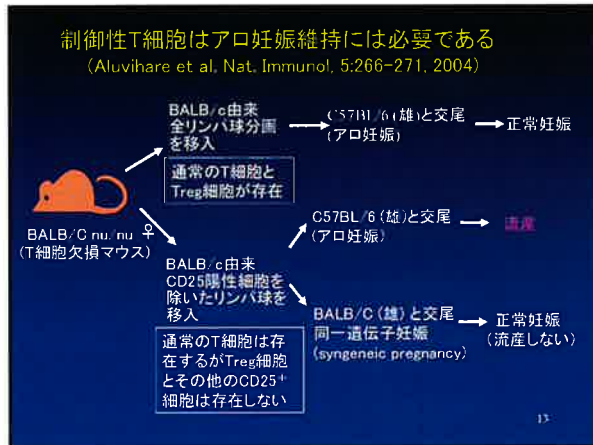 制御性T細胞はアロ妊娠維持には必要である
(Aluvihare et al. Nat. Immunol, 5:266-271, 2004)
BALB/c由来
全リンパ球分画
を移入
通常のT細胞と
Treg細胞が存在
C57BL/6(雄)と交尾
(アロ妊娠)
正常妊娠
BALB/C nu/nu ♀
(T細胞欠損マウス)
BALB/c由来
CD25陽性細胞を
除いたリンパ球を
移入
通常のT細胞は存
在するがTreg細胞
とその他のCD25⁺
細胞は存在しない
C57BL/6(雄)と交尾
(アロ妊娠)
流産
BALB/C(雄)と交尾
同一遺伝子妊娠
(syngeneic pregnancy)
正常妊娠
(流産しない)
13